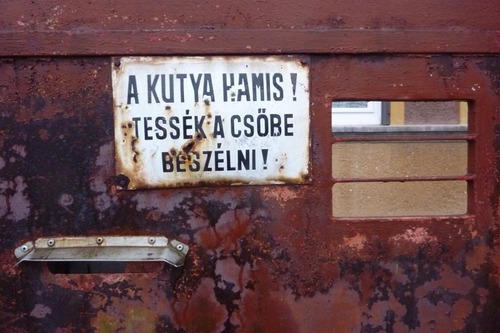 A KUTYA HAMIS!
TESSÉK A CSŐBE
BESZÉLNI!